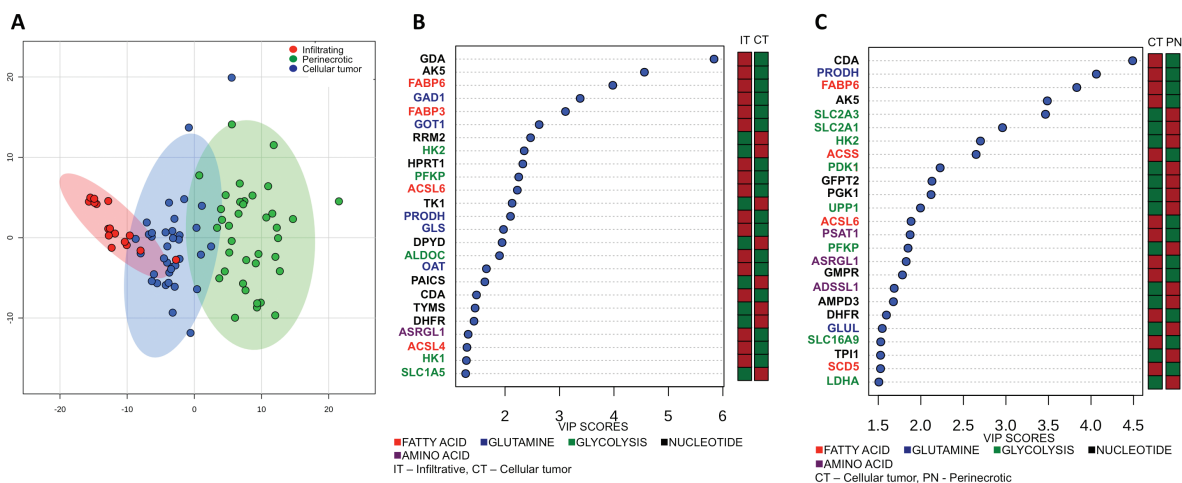 A
Infiltrating
Perinecrotic
Cellular tumor
20
10
0
-10
-20
-10
0
10
20
B
IT CT
GDA
AK5
FABP6
GAD1
FABP3
GOT1
RRM2
HK2
HPRT1
PFKP
ACSL6
TK1
PRODH
GLS
DPYD
ALDOC
OAT
PAICS
CDA
TYMS
DHFR
ASRGL1
ACSL4
HK1
SLC1A5
2 3 4 5 6
VIP SCORES
FATTY ACID GLUTAMINE GLYCOLYSIS NUCLEOTIDE
AMINO ACID
IT – Infiltrative, CT – Cellular tumor
C
CT PN
CDA
PRODH
FABP6
AK5
SLC2A3
SLC2A1
HK2
ACSS
PDK1
GFPT2
PGK1
UPP1
ACSL6
PSAT1
PFKP
ASRGL1
GMPR
ADSSL1
AMPD3
DHFR
GLUL
SLC16A9
TPI1
SCD5
LDHA
1.5 2.0 2.5 3.0 3.5 4.0 4.5
VIP SCORES
FATTY ACID GLUTAMINE GLYCOLYSIS NUCLEOTIDE
AMINO ACID
CT – Cellular tumor, PN - Perinecrotic